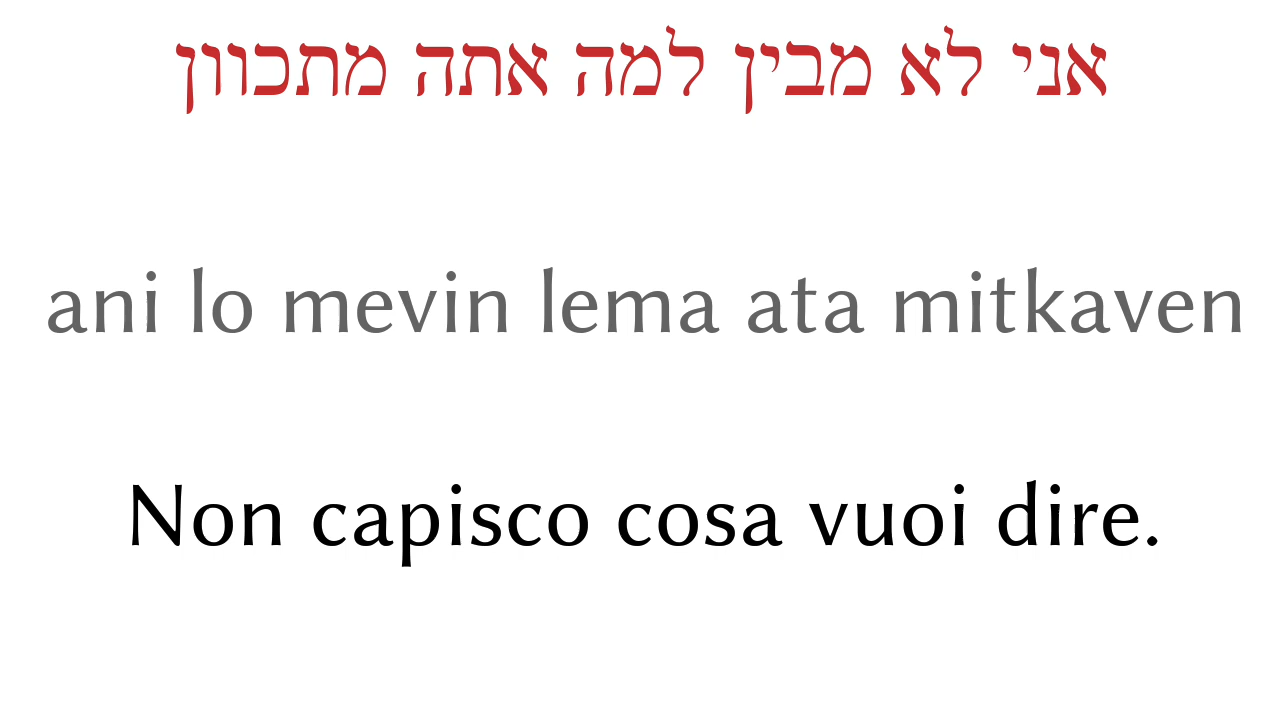 אני לא מבין למה אתה מתכוון
ani lo mevin lema ata mitkaven
Non capisco cosa vuoi dire.